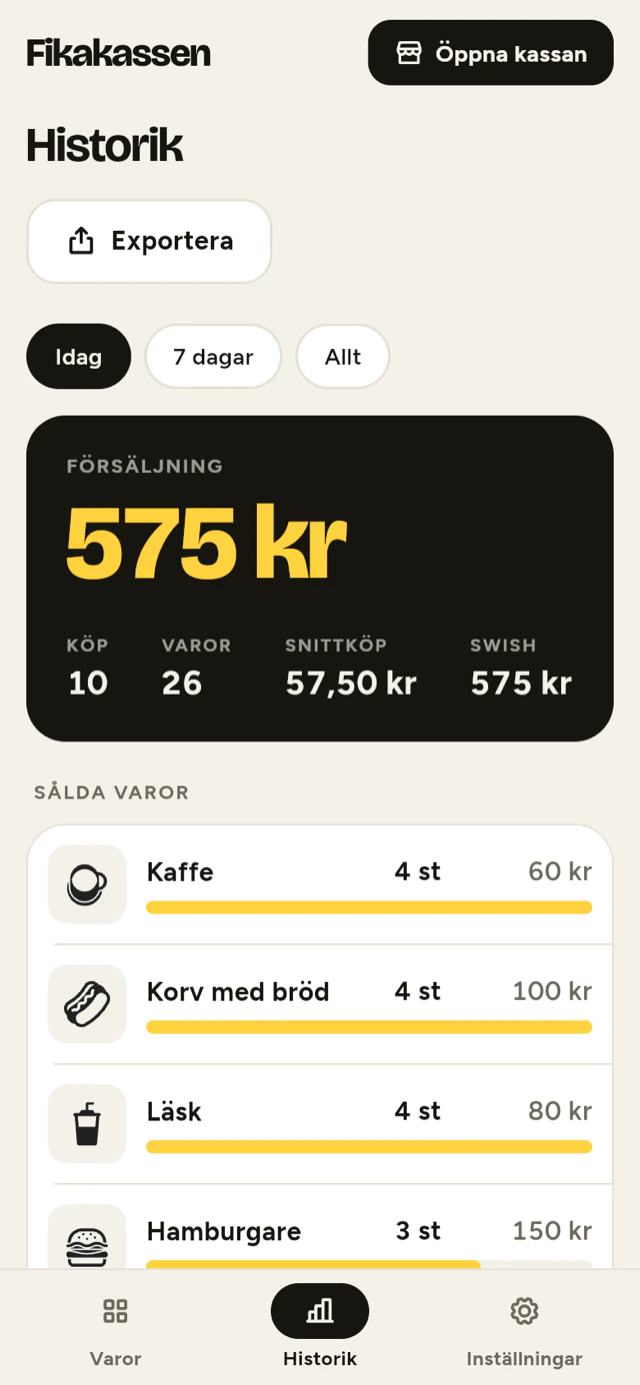 Fikakassen
Öppna kassan
Historik
Exportera
Idag
7 dagar
Allt
FÖRSÄLJNING
575 kr
KÖP VAROR SNITTKÖP SWISH
10 26 57,50 kr 575 kr
SÅLDA VAROR
Kaffe 4 st 60 kr
Korv med bröd 4 st 100 kr
Läsk 4 st 80 kr
Hamburgare 3 st 150 kr
Varor Historik Inställningar